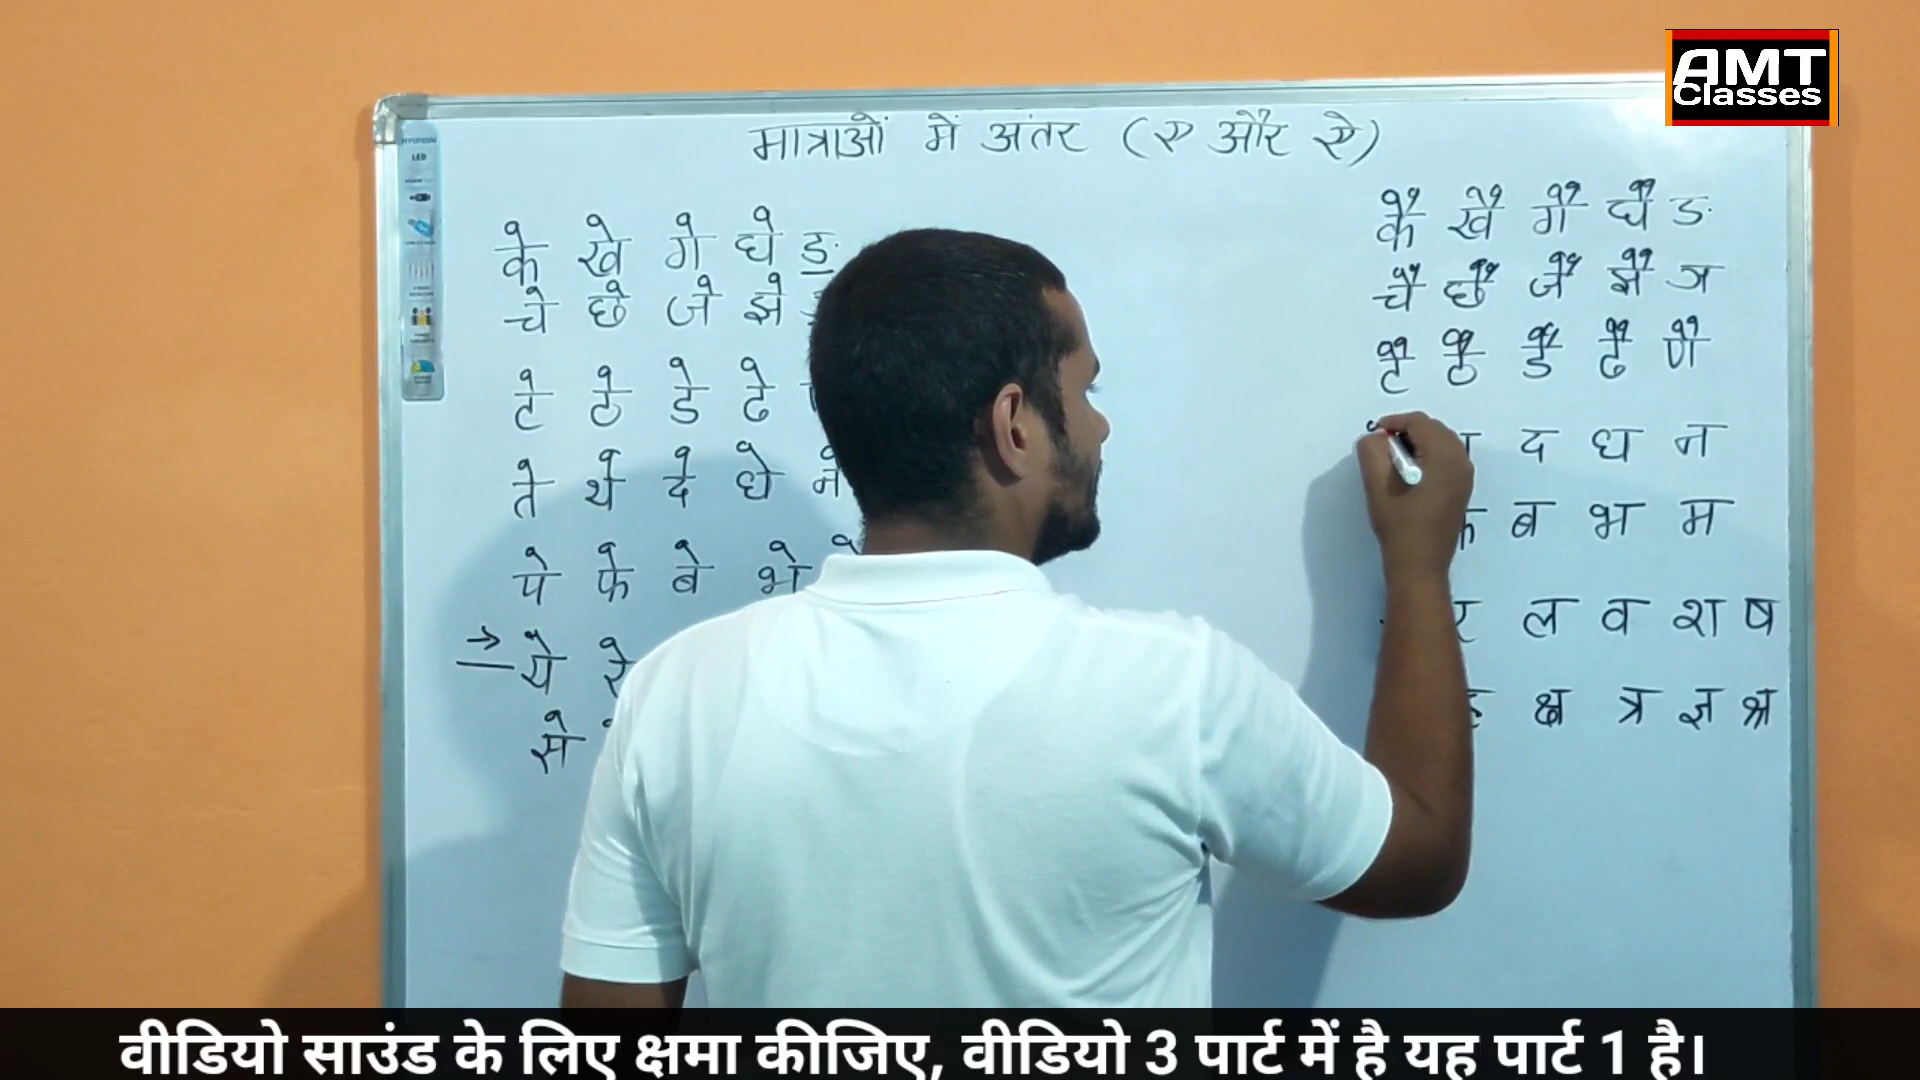 AMT
Classes
मात्राओं में अंतर (ए और ऐ)
के खे गे घे ङ
चे छे जे झे
टे ठे डे ढे
ते थे दे धे ने
पे फे बे भे
→ ये रे
से
कै खै गै घै ङ
चै छै जै झै ञ
टै ठै डै ढै णै
द ध न
ब भ म
र ल व श ष
ह क्ष त्र ज्ञ श्र
वीडियो साउंड के लिए क्षमा कीजिए, वीडियो 3 पार्ट में है यह पार्ट 1 है।